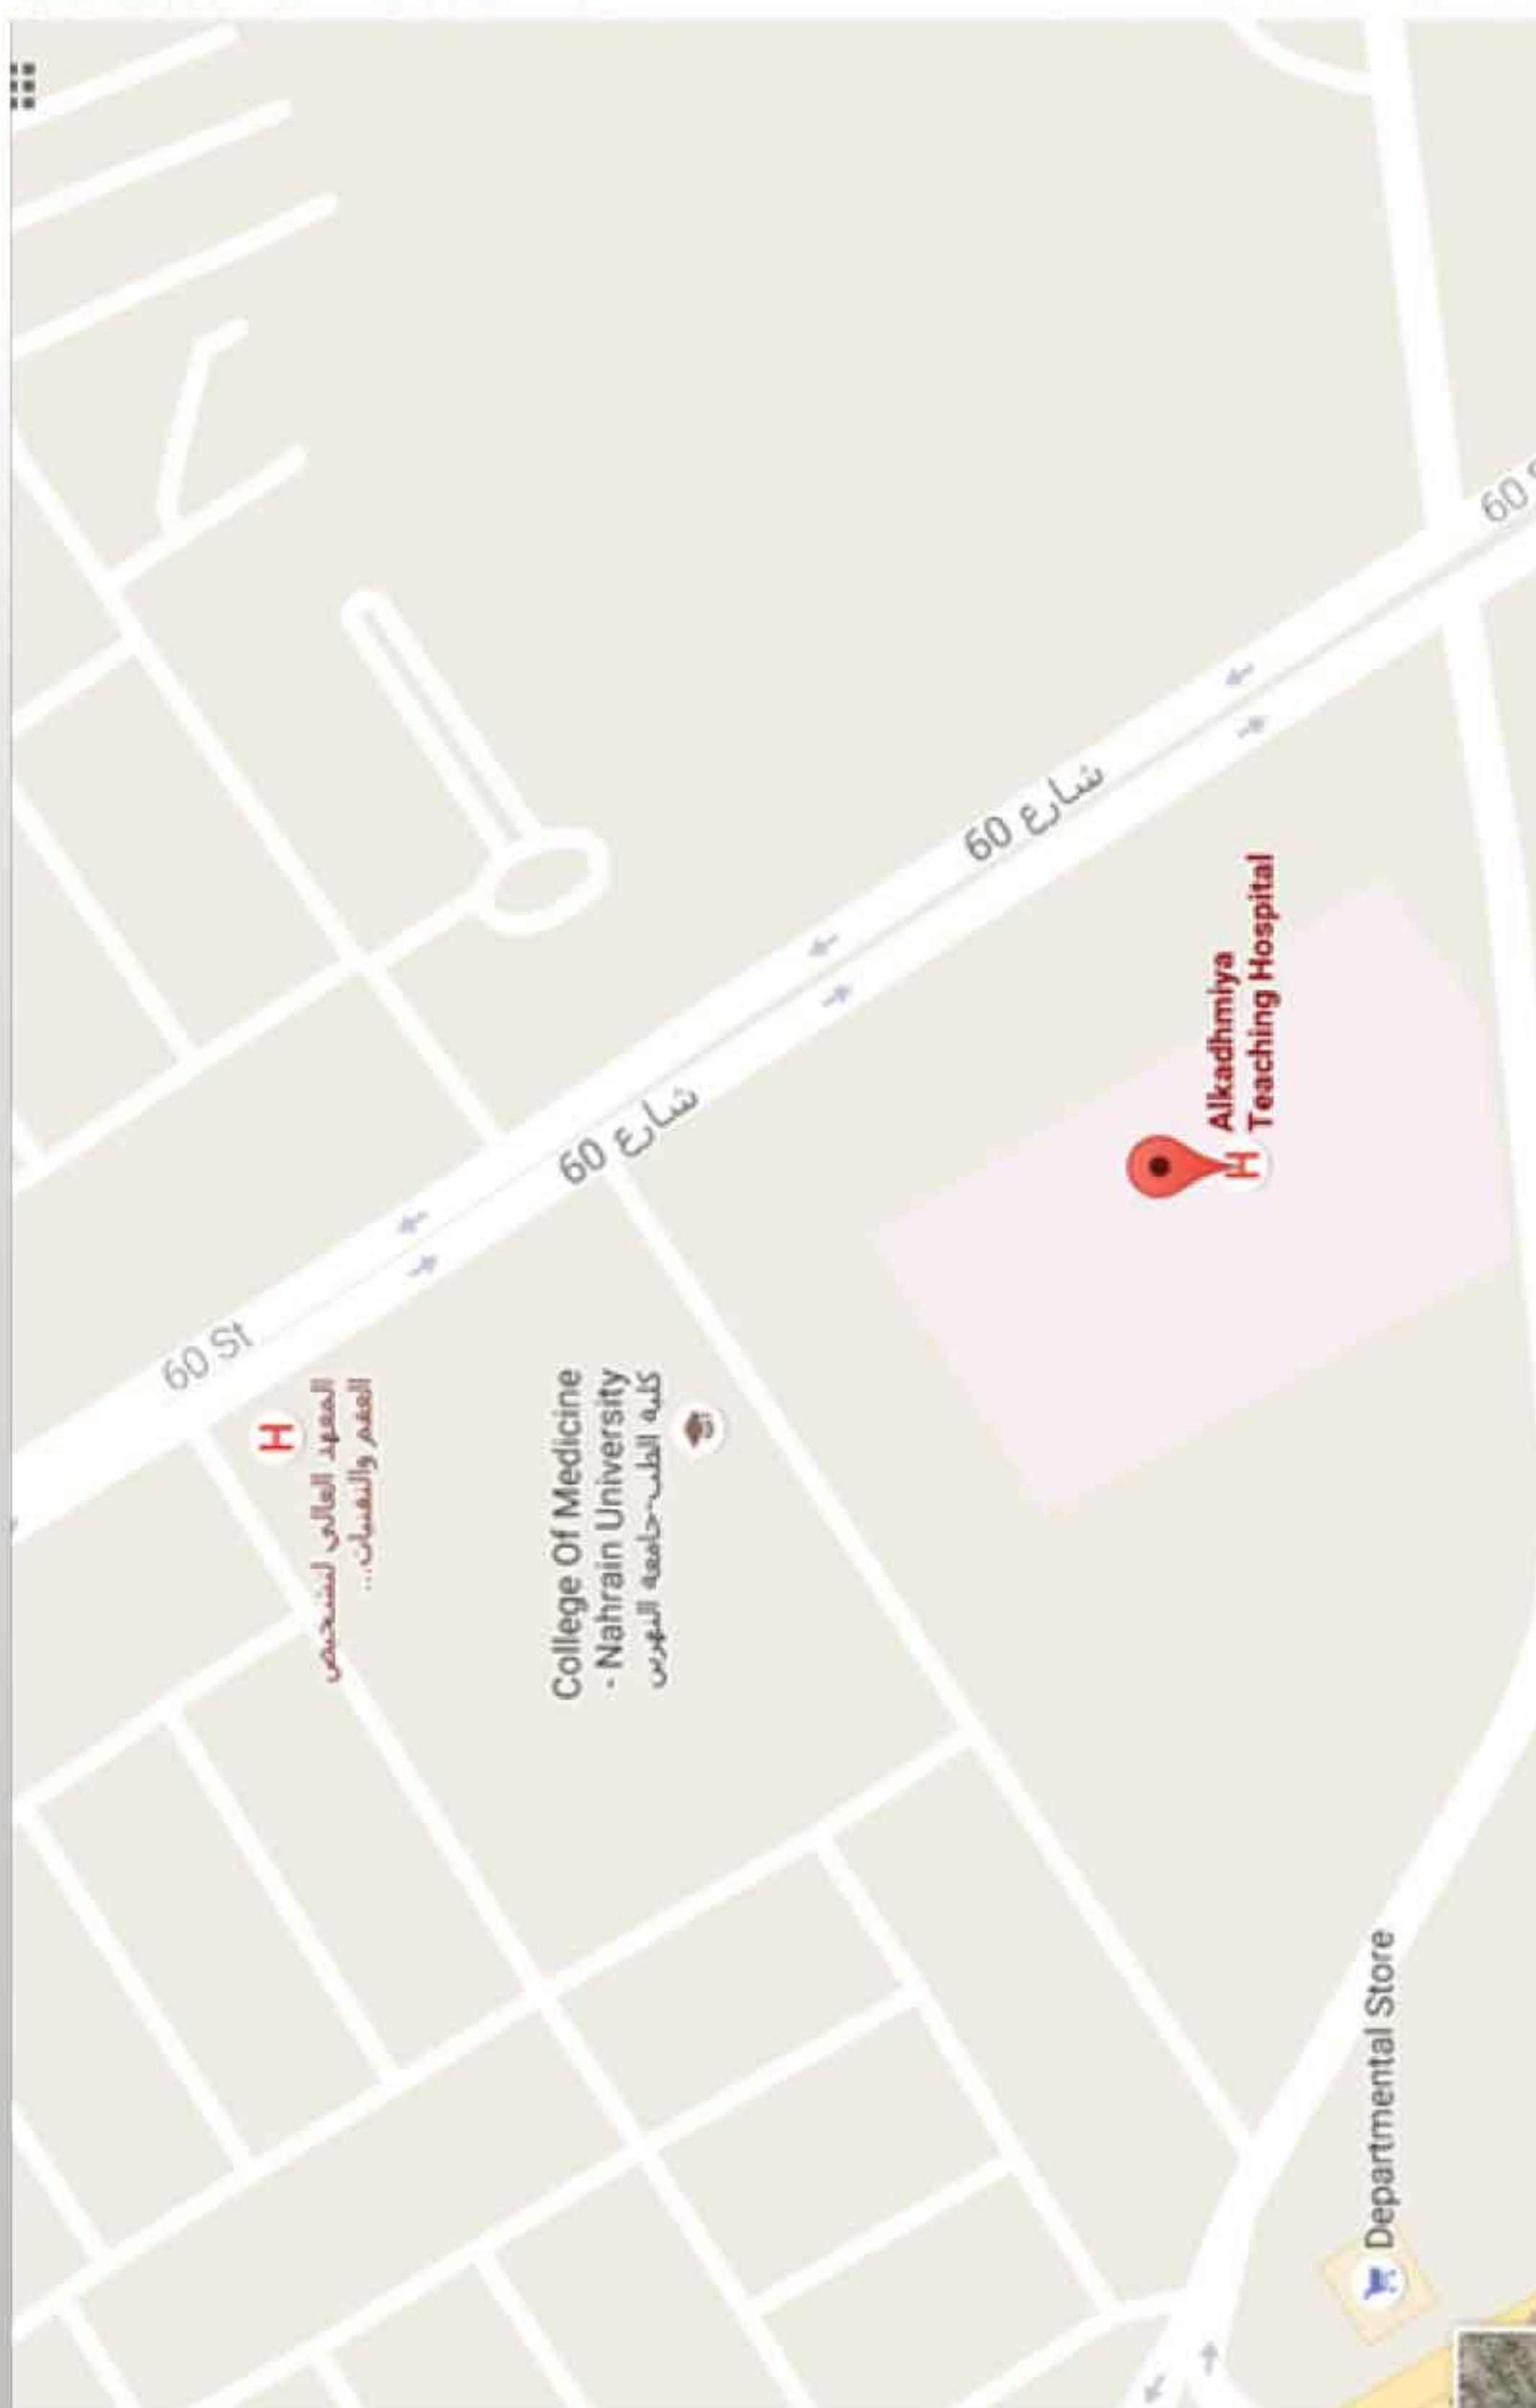 60 St
المعهد العالي لتشخيص
العقم والتقنيات...
College Of Medicine
- Nahrain University
كلية الطب-جامعة النهرين
شارع 60
شارع 60
60
H
Alkadhmiya
Teaching Hospital
H
Departmental Store